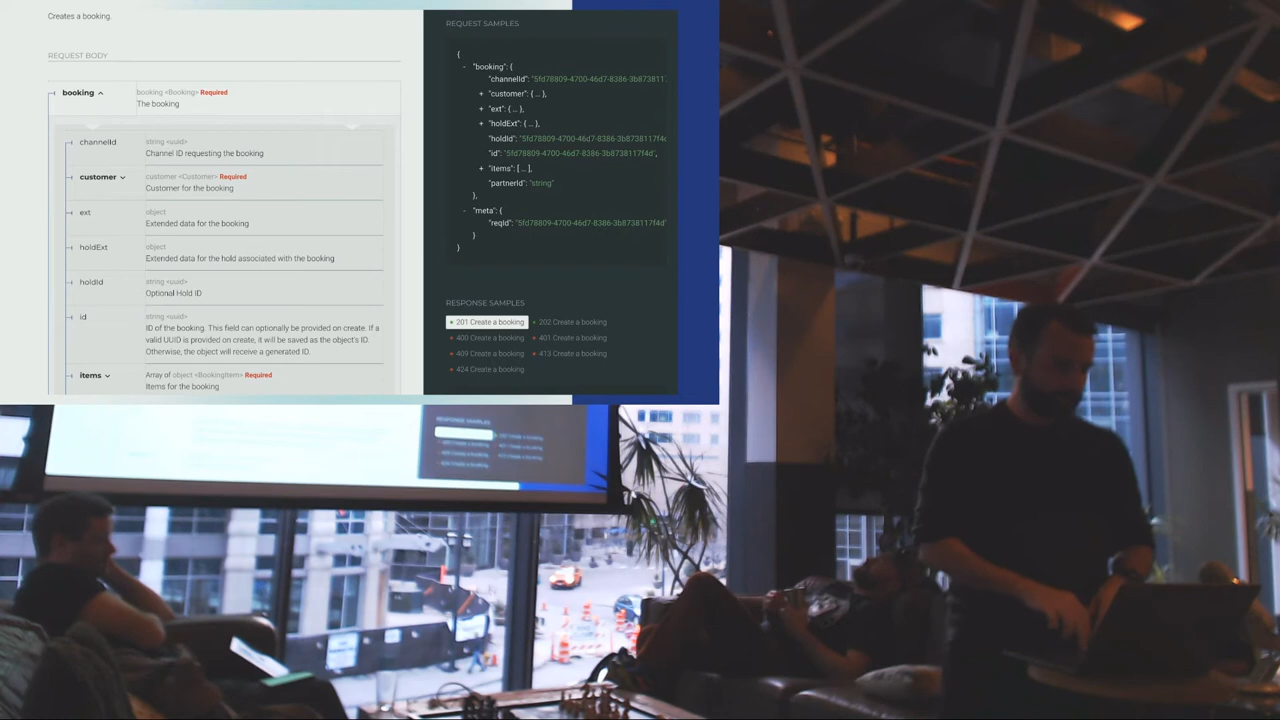 Creates a booking.
REQUEST BODY
booking
booking <Booking> Required
The booking
channelId
string <uuid>
Channel ID requesting the booking
customer
customer <Customer> Required
Customer for the booking
ext
object
Extended data for the booking
holdExt
object
Extended data for the hold associated with the booking
holdId
string <uuid>
Optional Hold ID
id
string <uuid>
ID of the booking. This field can optionally be provided on create. If a
valid UUID is provided on create, it will be saved as the object's ID.
Otherwise, the object will receive a generated ID.
items
Array of object <BookingItem> Required
Items for the booking
REQUEST SAMPLES
{
- "booking": {
"channelId": "5fd78809-4700-46d7-8386-3b8738117
+ "customer": { ... },
+ "ext": { ... },
+ "holdExt": { ... },
"holdId": "5fd78809-4700-46d7-8386-3b8738117f4d
"id": "5fd78809-4700-46d7-8386-3b8738117f4d",
+ "items": [ ... ],
"partnerId": "string"
},
- "meta": {
"reqId": "5fd78809-4700-46d7-8386-3b8738117f4d"
}
}
RESPONSE SAMPLES
201 Create a booking
202 Create a booking
400 Create a booking
401 Create a booking
409 Create a booking
413 Create a booking
424 Create a booking
RESPONSE SAMPLES